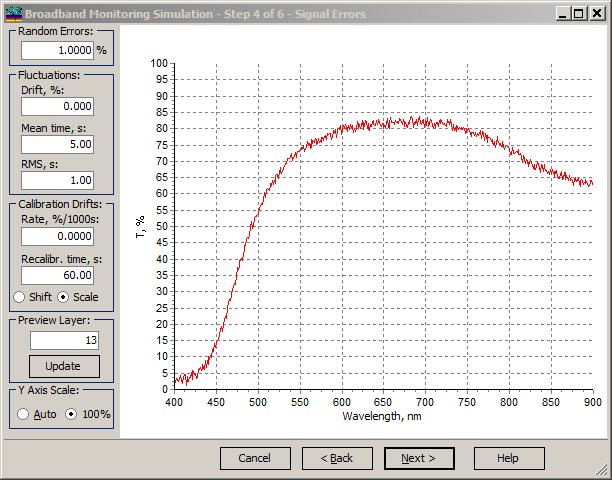 Broadband Monitoring Simulation - Step 4 of 6 - Signal Errors
Random Errors:
1.0000 %
Fluctuations:
Drift, %:
0.000
Mean time, s:
5.00
RMS, s:
1.00
Calibration Drifts:
Rate, %/1000s:
0.0000
Recalibr. time, s:
60.00
Shift Scale
Preview Layer:
13
Update
Y Axis Scale:
Auto 100%
T, %
100
95
90
85
80
75
70
65
60
55
50
45
40
35
30
25
20
15
10
5
0
400 450 500 550 600 650 700 750 800 850 900
Wavelength, nm
Cancel < Back Next > Help